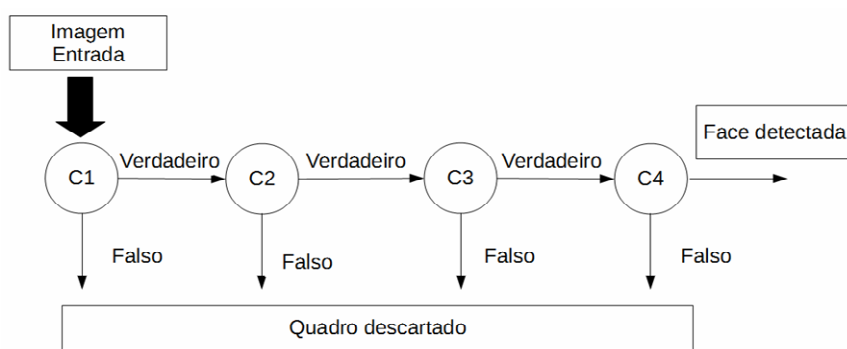 Imagem
Entrada
Face detectada
Verdadeiro
Verdadeiro
Verdadeiro
C1
C2
C3
C4
Falso
Falso
Falso
Falso
Quadro descartado